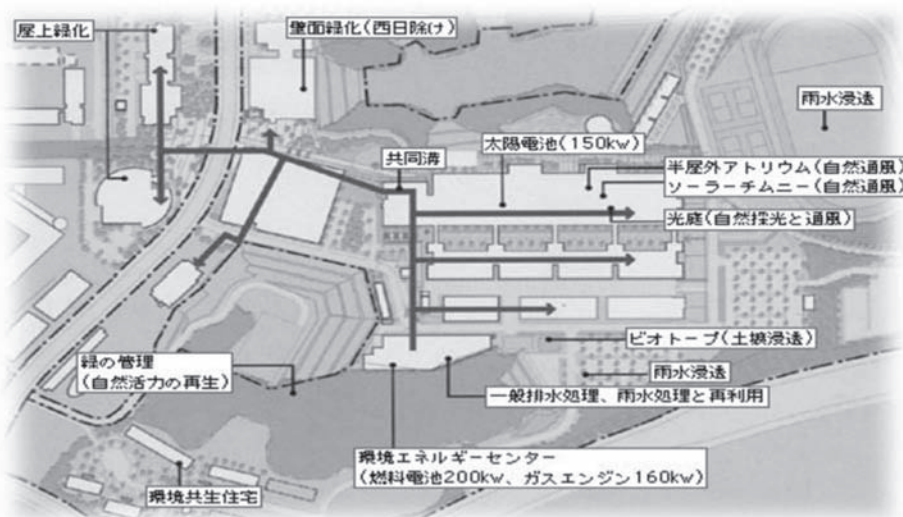 屋上緑化
壁面緑化(西日除け)
雨水浸透
太陽電池(150kw)
共同溝
半屋外アトリウム(自然通風)
ソーラーチムニー(自然通風)
光庭(自然採光と通風)
ビオトープ(土壌浸透)
緑の管理
(自然活力の再生)
雨水浸透
一般排水処理、雨水処理と再利用
環境エネルギーセンター
(燃料電池200kw、ガスエンジン160kw)
環境共生住宅